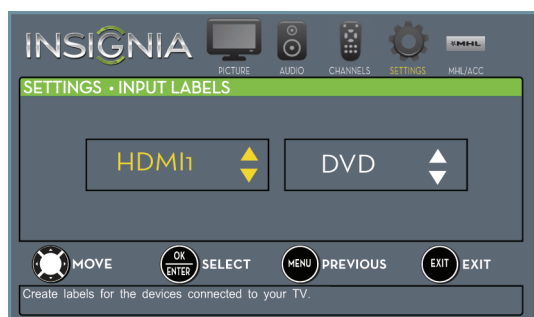 INSIGNIA
PICTURE AUDIO CHANNELS SETTINGS MHL MHL/ACC
SETTINGS • INPUT LABELS
HDMI1 DVD
MOVE OK ENTER SELECT MENU PREVIOUS EXIT EXIT
Create labels for the devices connected to your TV.